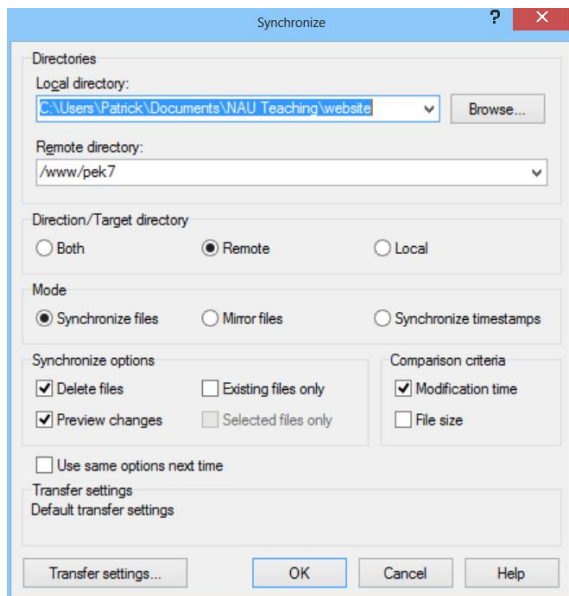 Synchronize
?
Directories
Local directory:
C:\Users\Patrick\Documents\NAU Teaching\website
Browse...
Remote directory:
/www/pek7
Direction/Target directory
Both Remote Local
Mode
Synchronize files Mirror files Synchronize timestamps
Synchronize options
Delete files Existing files only
Preview changes Selected files only
Comparison criteria
Modification time
File size
Use same options next time
Transfer settings
Default transfer settings
Transfer settings... OK Cancel Help